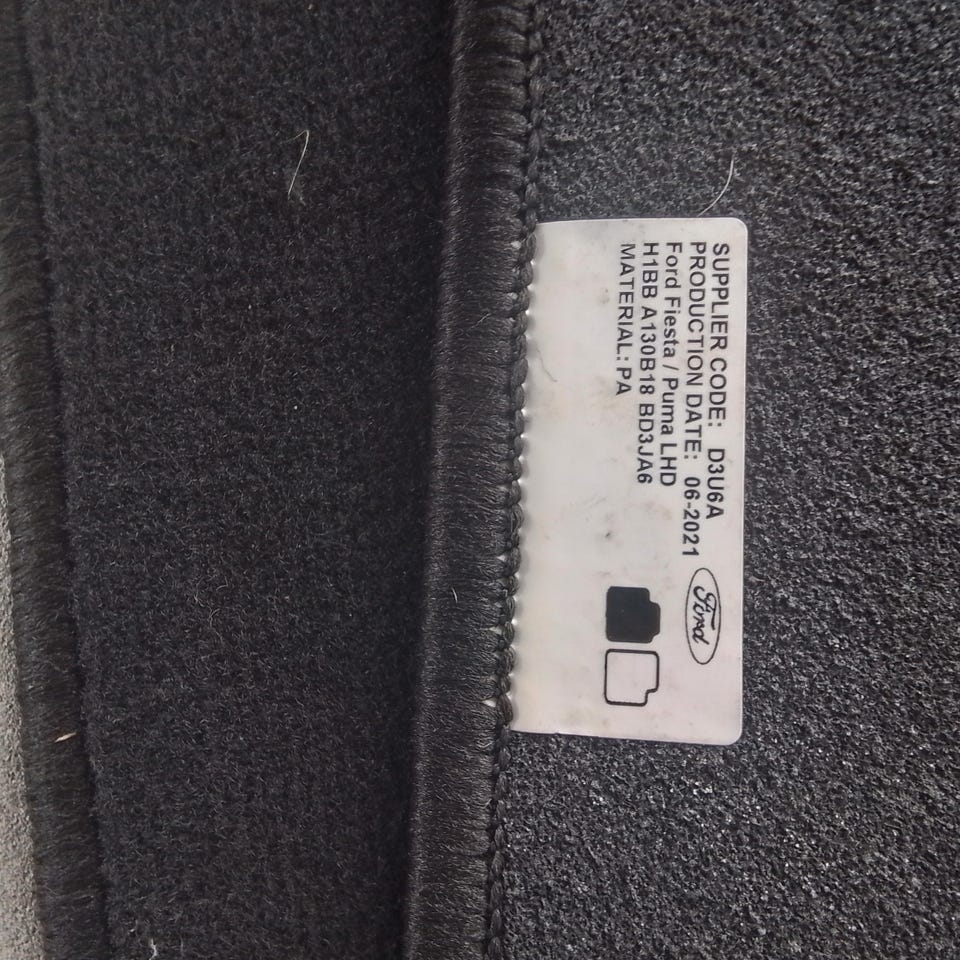 SUPPLIER CODE: D3U6A
PRODUCTION DATE: 06-2021
Ford Fiesta / Puma LHD
H1BB A130B18 BD3JA6
MATERIAL: PA
Ford